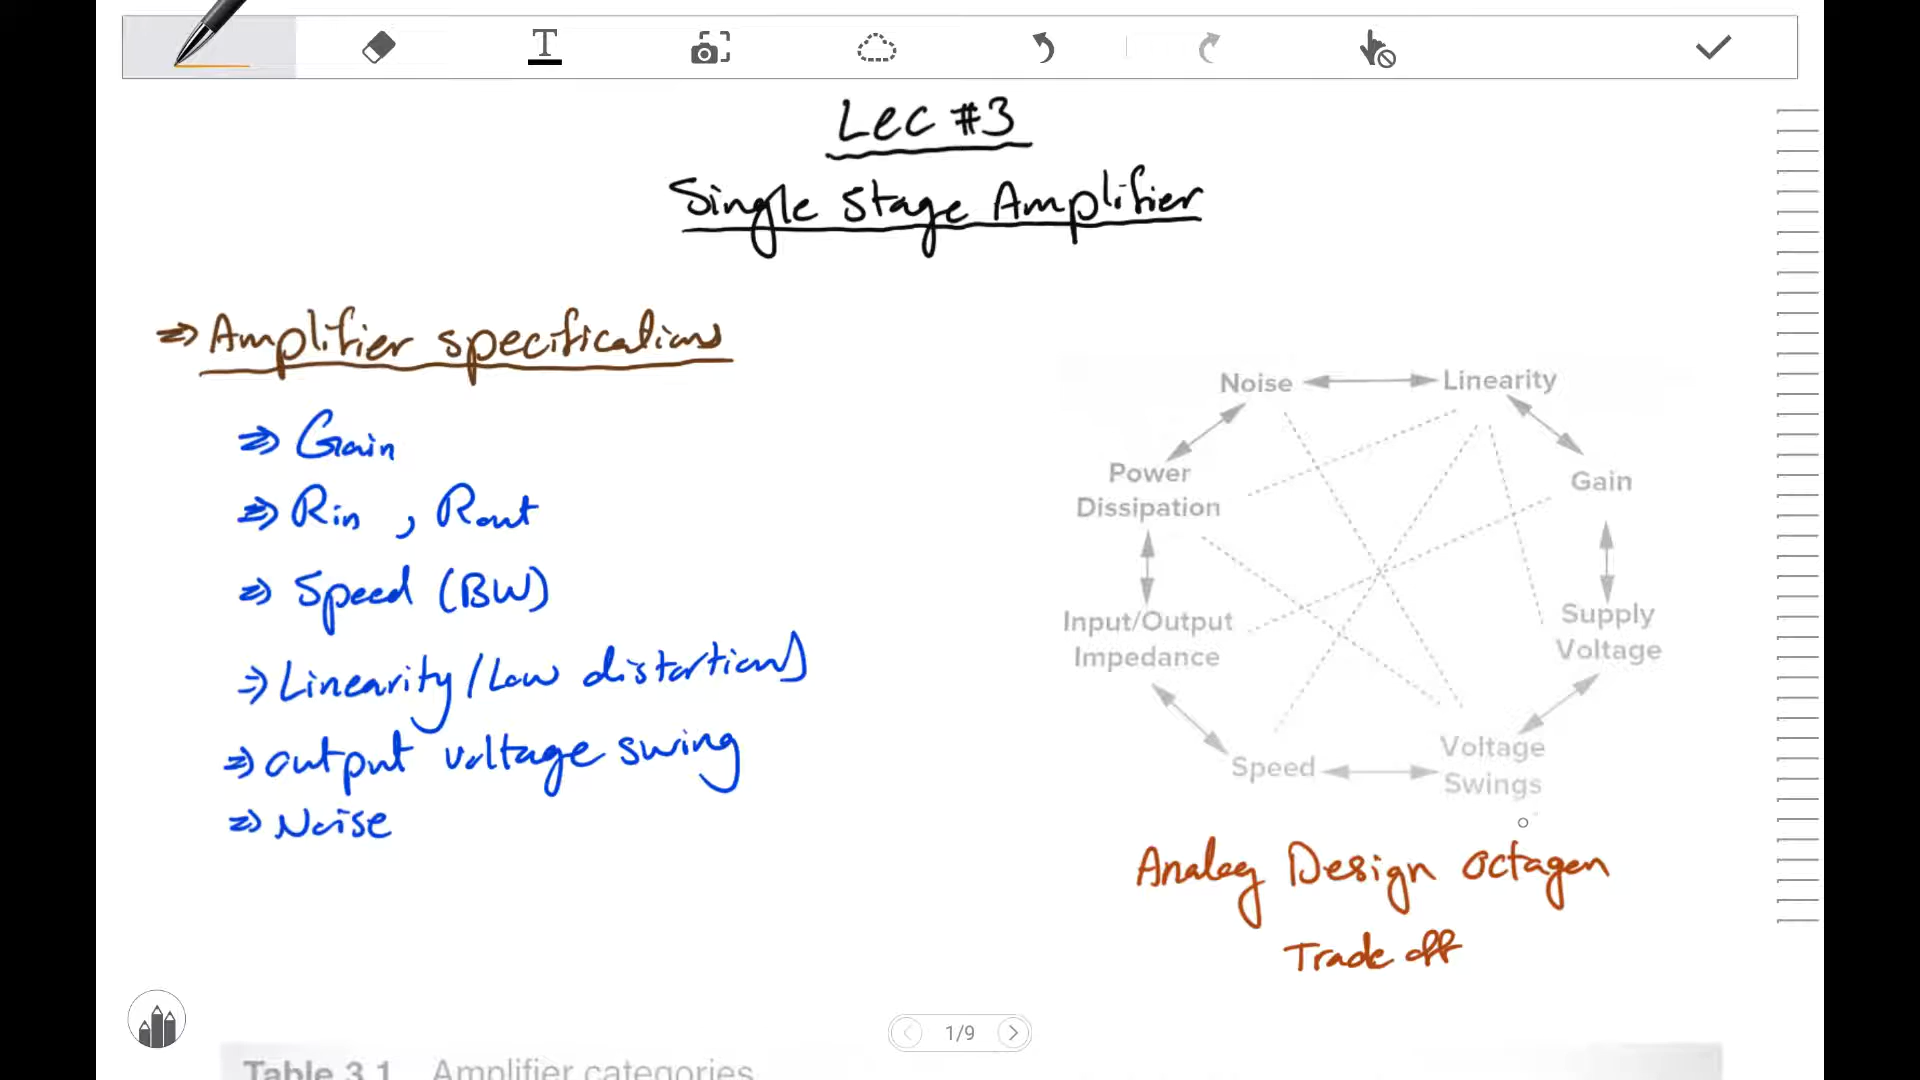 T
Lec #3
Single Stage Amplifier
⇒ Amplifier specifications
⇒ Gain
⇒ Rin , Rout
⇒ Speed (BW)
⇒ Linearity / Low distortions
⇒ output voltage swing
⇒ Noise
Noise
Linearity
Power
Dissipation
Gain
Input/Output
Impedance
Supply
Voltage
Speed
Voltage
Swings
Analog Design Octagon
Trade off
1/9
Table 3.1 Amplifier categories